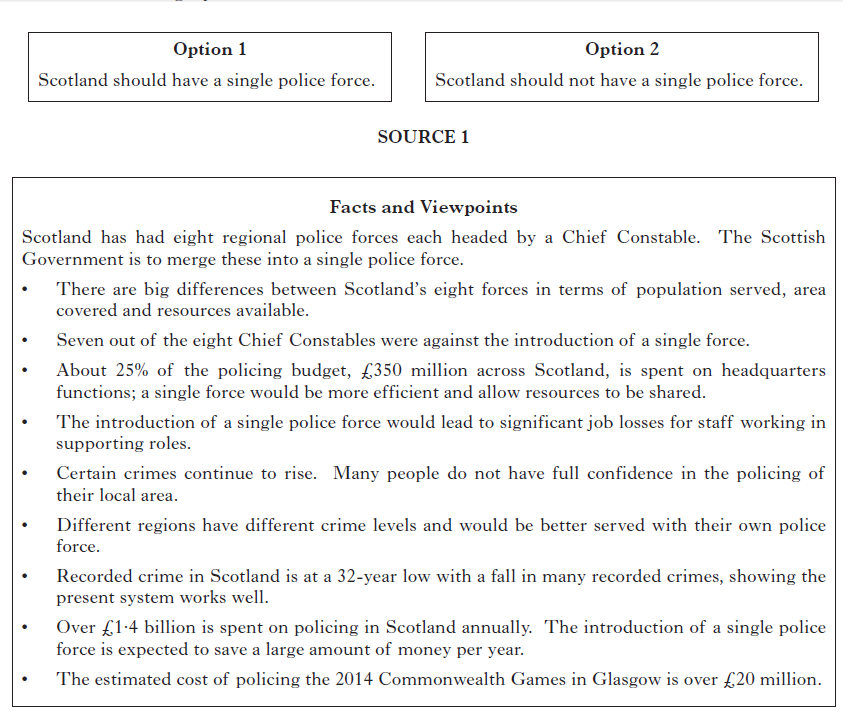 Option 1
Scotland should have a single police force.
Option 2
Scotland should not have a single police force.
SOURCE 1
Facts and Viewpoints
Scotland has had eight regional police forces each headed by a Chief Constable. The Scottish
Government is to merge these into a single police force.
• There are big differences between Scotland's eight forces in terms of population served, area
covered and resources available.
• Seven out of the eight Chief Constables were against the introduction of a single force.
• About 25% of the policing budget, £350 million across Scotland, is spent on headquarters
functions; a single force would be more efficient and allow resources to be shared.
• The introduction of a single police force would lead to significant job losses for staff working in
supporting roles.
• Certain crimes continue to rise. Many people do not have full confidence in the policing of
their local area.
• Different regions have different crime levels and would be better served with their own police
force.
• Recorded crime in Scotland is at a 32-year low with a fall in many recorded crimes, showing the
present system works well.
• Over £1·4 billion is spent on policing in Scotland annually. The introduction of a single police
force is expected to save a large amount of money per year.
• The estimated cost of policing the 2014 Commonwealth Games in Glasgow is over £20 million.